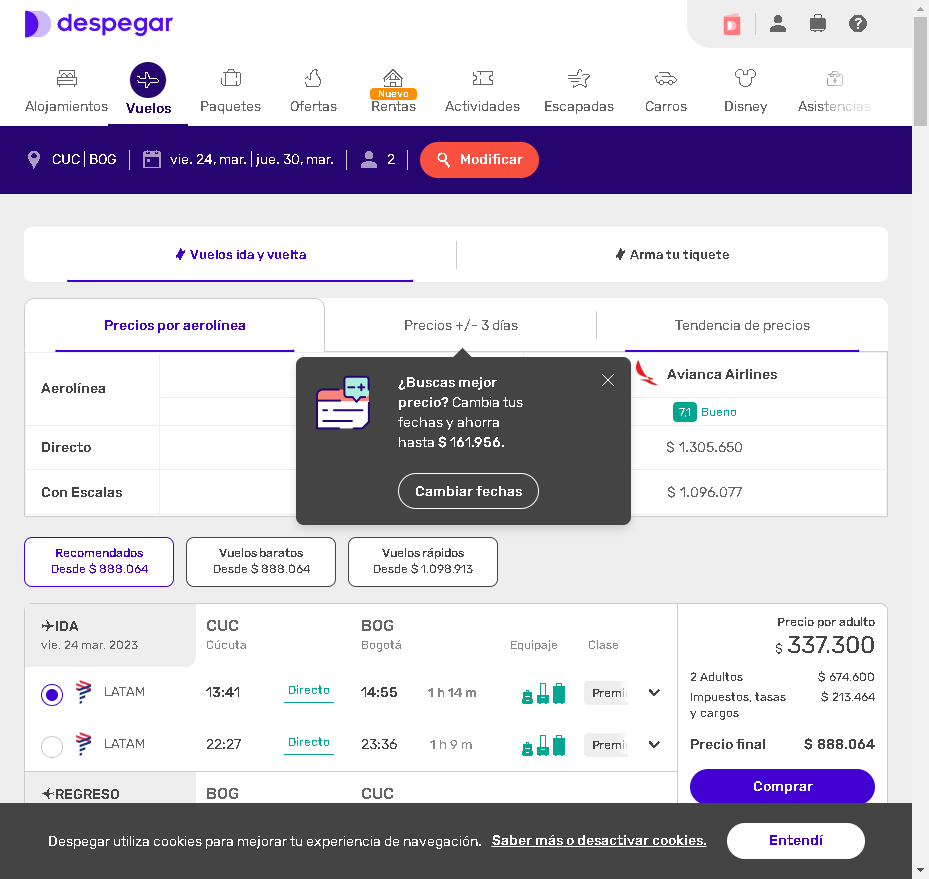 despegar
Alojamientos
Vuelos
Paquetes
Ofertas
Nuevo
Rentas
Actividades
Escapadas
Carros
Disney
Asistencias
CUC | BOG
vie. 24, mar. | jue. 30, mar.
2
Modificar
Vuelos ida y vuelta
Arma tu tiquete
Precios por aerolínea
Precios +/- 3 días
Tendencia de precios
Aerolínea
Avianca Airlines
7,1 Bueno
Directo
$ 1.305.650
Con Escalas
$ 1.096.077
¿Buscas mejor
precio? Cambia tus
fechas y ahorra
hasta $ 161.956.
Cambiar fechas
Recomendados
Desde $ 888.064
Vuelos baratos
Desde $ 888.064
Vuelos rápidos
Desde $ 1.098.913
IDA
vie. 24 mar. 2023
CUC
Cúcuta
BOG
Bogotá
Equipaje
Clase
LATAM
13:41
Directo
14:55
1 h 14 m
Premi
LATAM
22:27
Directo
23:36
1 h 9 m
Premi
REGRESO
BOG
CUC
Precio por adulto
$ 337.300
2 Adultos
$ 674.600
Impuestos, tasas
y cargos
$ 213.464
Precio final
$ 888.064
Comprar
Despegar utiliza cookies para mejorar tu experiencia de navegación.
Saber más o desactivar cookies.
Entendí